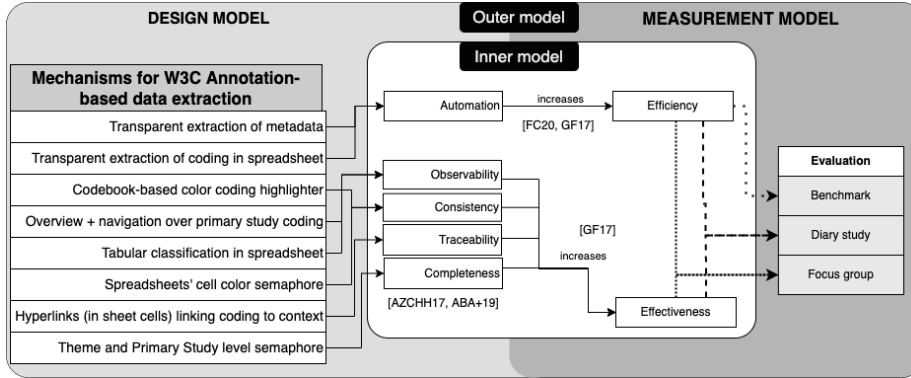 DESIGN MODEL
Outer model
MEASUREMENT MODEL
Inner model
Mechanisms for W3C Annotation-
based data extraction
Transparent extraction of metadata
Transparent extraction of coding in spreadsheet
Codebook-based color coding highlighter
Overview + navigation over primary study coding
Tabular classification in spreadsheet
Spreadsheets' cell color semaphore
Hyperlinks (in sheet cells) linking coding to context
Theme and Primary Study level semaphore
Automation
increases
Efficiency
[FC20, GF17]
Observability
Consistency
Traceability
Completeness
[AZCHH17, ABA+19]
[GF17]
increases
Effectiveness
Evaluation
Benchmark
Diary study
Focus group